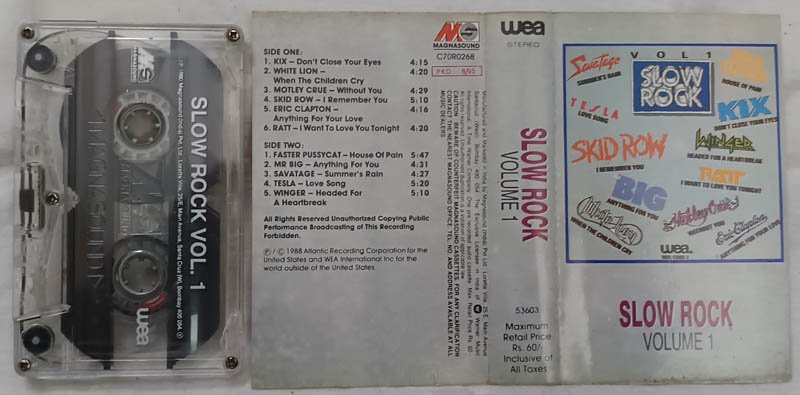 MS
MAGNASOUND
SLOW ROCK VOL. 1
wea
MS
MAGNASOUND
C70R0268
PKD. 6/95
SIDE ONE:
1. KIX – Don't Close Your Eyes 4:15
2. WHITE LION – 4:20
When The Children Cry
3. MOTLEY CRUE – Without You 4:29
4. SKID ROW – I Remember You 5:10
5. ERIC CLAPTON – 4:16
Anything For Your Love
6. RATT – I Want To Love You Tonight 4:20
SIDE TWO:
1. FASTER PUSSYCAT – House Of Pain 5:47
2. MR BIG – Anything For You 4:31
3. SAVATAGE – Summer's Rain 4:27
4. TESLA – Love Song 5:20
5. WINGER – Headed For 5:10
A Heartbreak
All Rights Reserved Unauthorized Copying Public
Performance Broadcasting of This Recording
Forbidden.
Ⓟ / © 1988 Atlantic Recording Corporation for the
United States and WEA International Inc for the
world outside of the United States.
wea
STEREO
SLOW ROCK
VOLUME 1
53603
Maximum
Retail Price
Rs. 60/-
Inclusive of
All Taxes
VOL 1
SLOW
ROCK
Savatage
SUMMER'S RAIN
HOUSE OF PAIN
TESLA
LOVE SONG
KIX
DON'T CLOSE YOUR EYES
SKID ROW
I REMEMBER YOU
WINGER
HEADED FOR A HEARTBREAK
RATT
I WANT TO LOVE YOU TONIGHT
BIG
ANYTHING FOR YOU
White Lion
WHEN THE CHILDREN CRY
Mötley Crüe
WITHOUT YOU
Eric Clapton
ANYTHING FOR YOUR LOVE
wea
SLOW ROCK
VOLUME 1